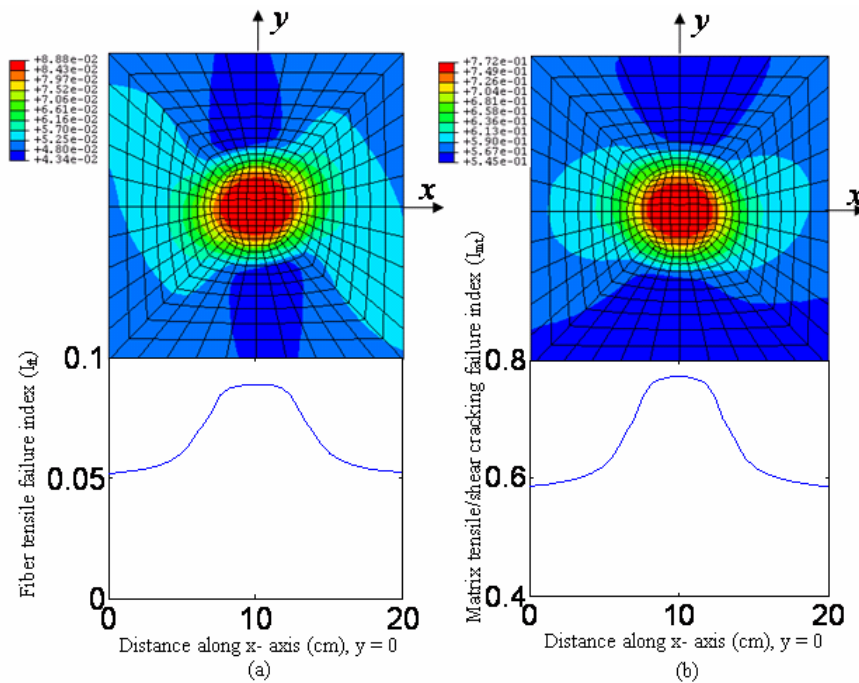 y
+8.88e-02
+8.43e-02
+7.97e-02
+7.52e-02
+7.06e-02
+6.61e-02
+6.16e-02
+5.70e-02
+5.25e-02
+4.80e-02
+4.34e-02
x
Fiber tensile failure index (Ift)
0.1
0.05
0
0
10
20
Distance along x- axis (cm), y = 0
(a)
y
+7.72e-01
+7.49e-01
+7.26e-01
+7.04e-01
+6.81e-01
+6.58e-01
+6.36e-01
+6.13e-01
+5.90e-01
+5.67e-01
+5.45e-01
x
Matrix tensile/shear cracking failure index (Imt)
0.8
0.6
0.4
0
10
20
Distance along x- axis (cm), y = 0
(b)